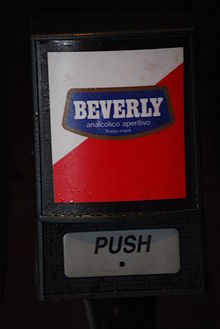 BEVERLY
analcolico aperitivo
Trade-mark
PUSH